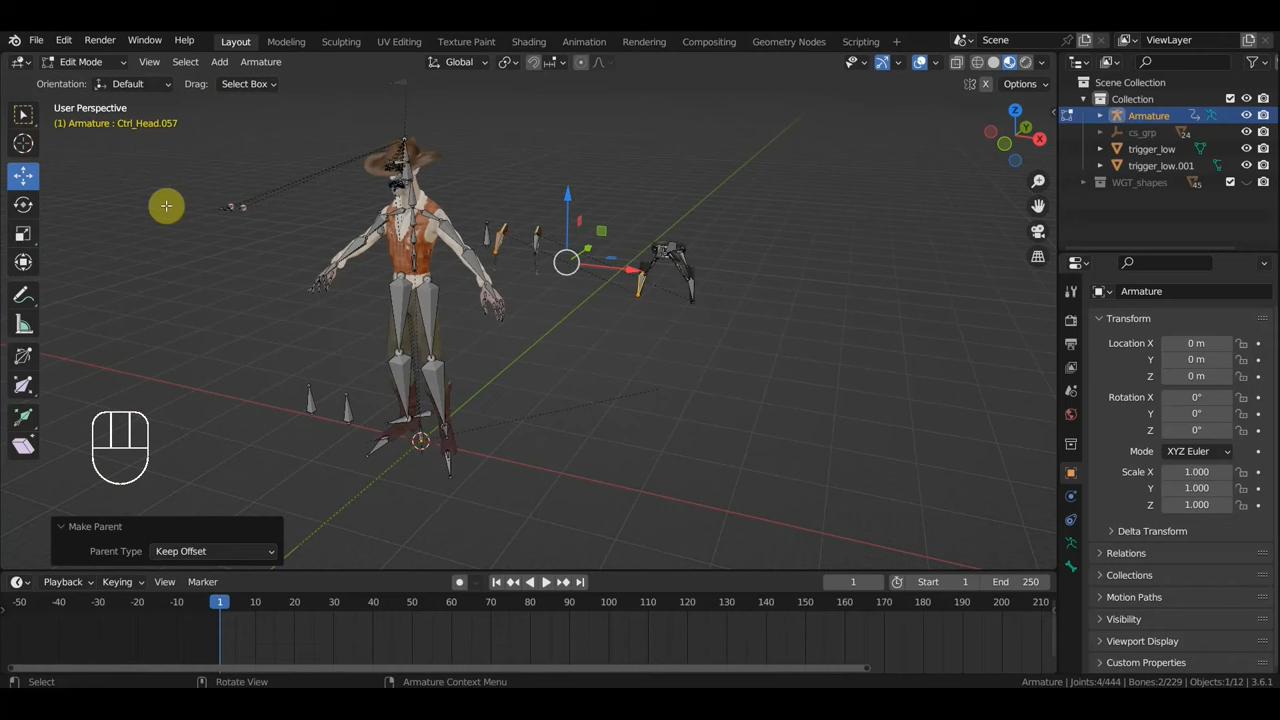 File Edit Render Window Help Layout Modeling Sculpting UV Editing Texture Paint Shading Animation Rendering Compositing Geometry Nodes Scripting + Scene ViewLayer
Edit Mode View Select Add Armature Global Options
Orientation: Default Drag: Select Box X Options
User Perspective
(1) Armature : Ctrl_Head.057
Z
Y
X
Scene Collection
Collection
Armature
cs_grp 24
trigger_low
trigger_low.001
WGT_shapes 45
Armature
Transform
Location X 0 m
Y 0 m
Z 0 m
Rotation X 0°
Y 0°
Z 0°
Mode XYZ Euler
Scale X 1.000
Y 1.000
Z 1.000
Delta Transform
Relations
Collections
Motion Paths
Visibility
Viewport Display
Custom Properties
Make Parent
Parent Type Keep Offset
Playback Keying View Marker 1 Start 1 End 250
-50 -40 -30 -20 -10 1 10 20 30 40 50 60 70 80 90 100 110 120 130 140 150 160 170 180 190 200 210
Select Rotate View Armature Context Menu Armature | Joints:4/444 | Bones:2/229 | Objects:1/12 | 3.6.1